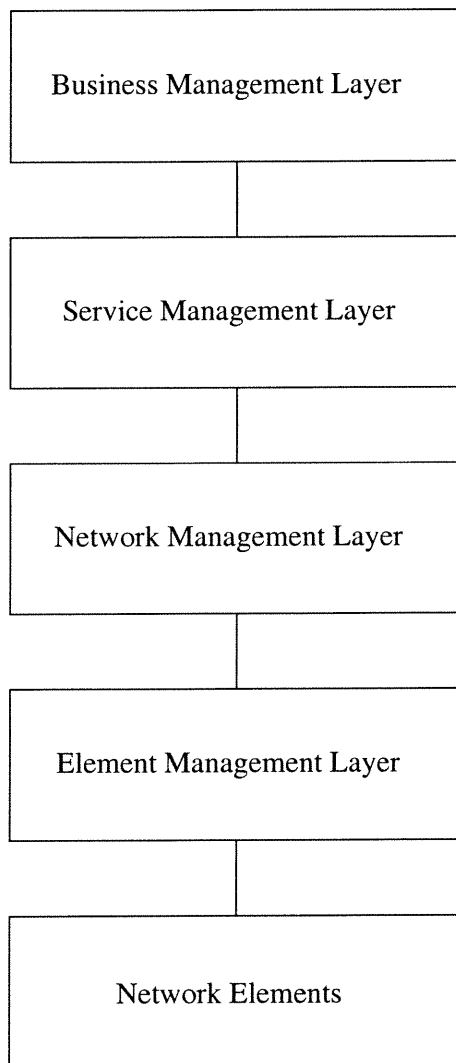 Business Management Layer
Service Management Layer
Network Management Layer
Element Management Layer
Network Elements